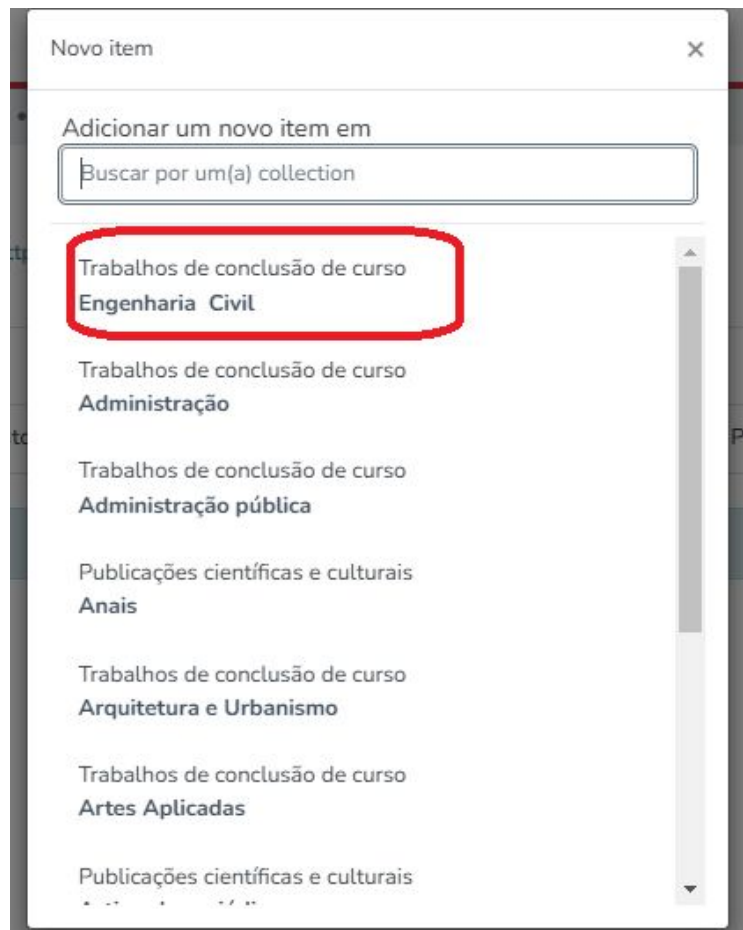 Novo item ×
Adicionar um novo item em
Buscar por um(a) collection
Trabalhos de conclusão de curso
Engenharia Civil
Trabalhos de conclusão de curso
Administração
Trabalhos de conclusão de curso
Administração pública
Publicações científicas e culturais
Anais
Trabalhos de conclusão de curso
Arquitetura e Urbanismo
Trabalhos de conclusão de curso
Artes Aplicadas
Publicações científicas e culturais